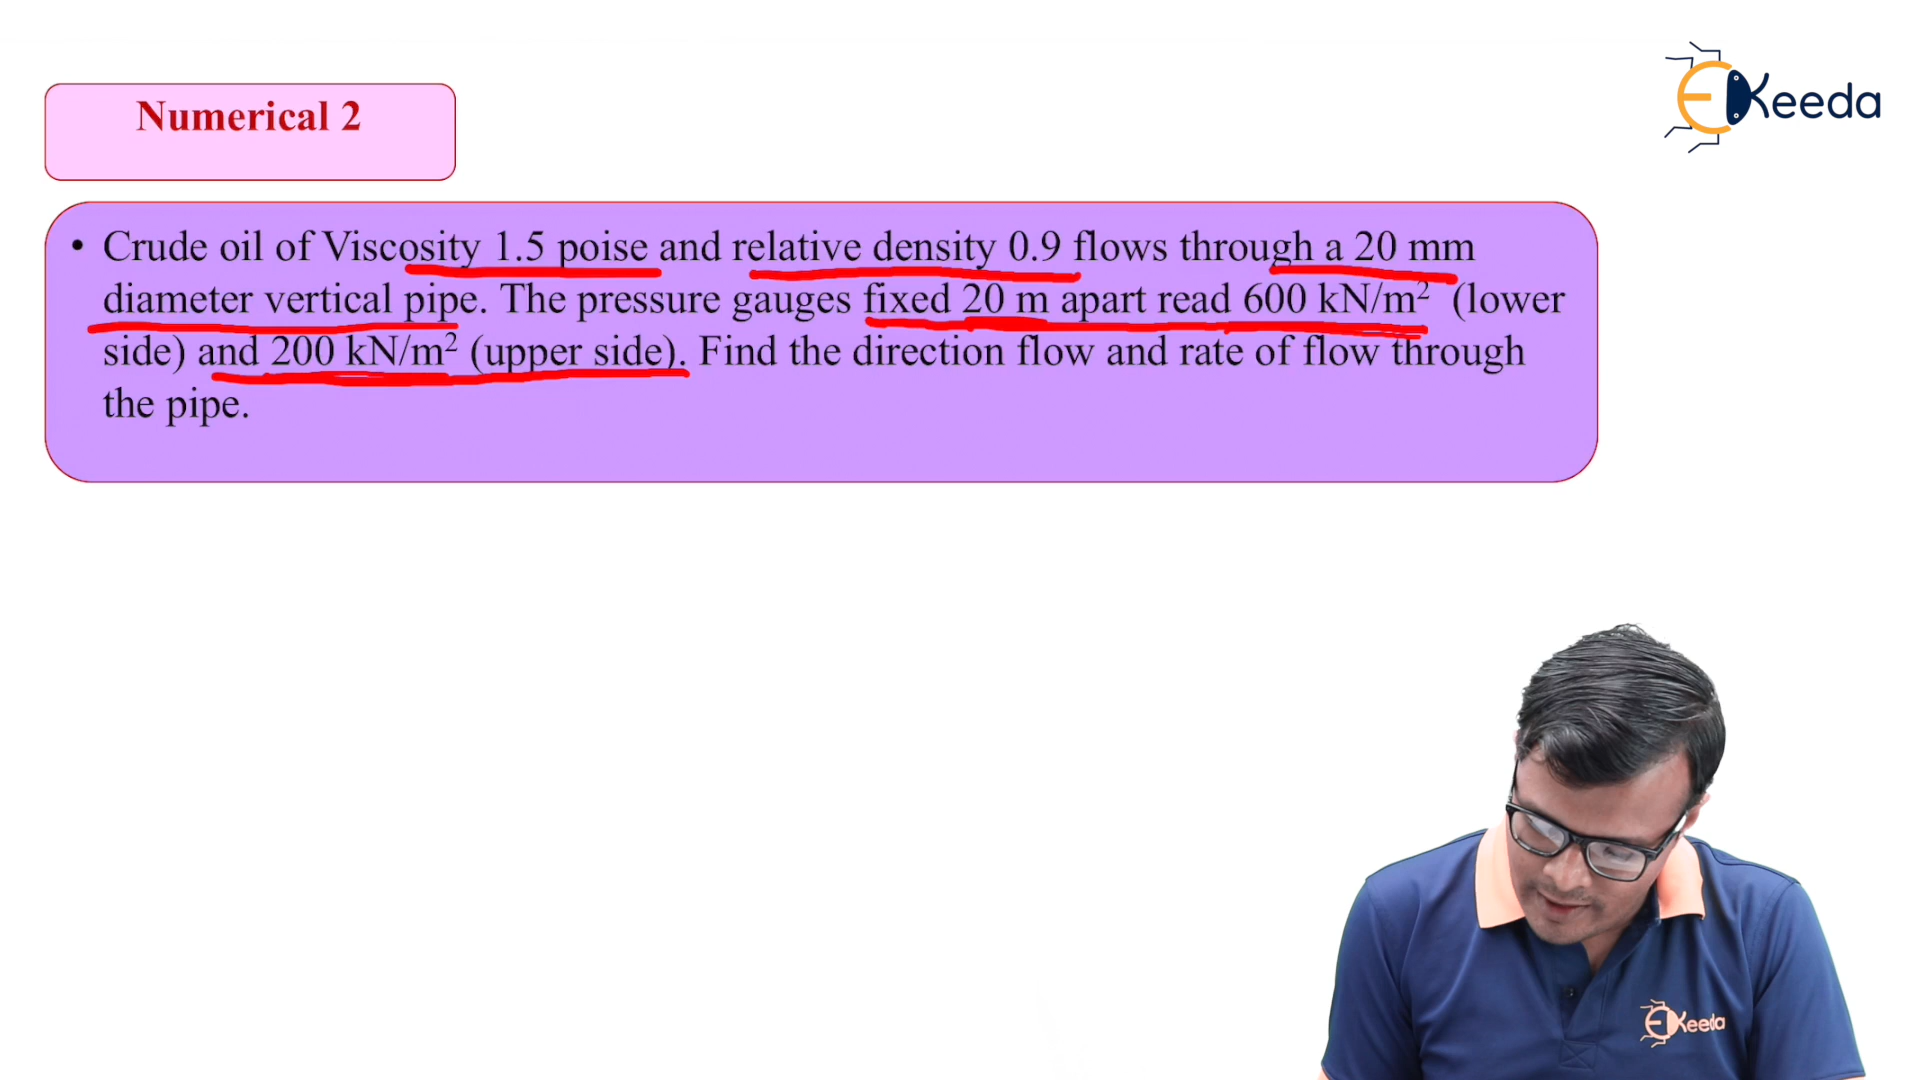 EKeeda
Numerical 2
• Crude oil of Viscosity 1.5 poise and relative density 0.9 flows through a 20 mm
diameter vertical pipe. The pressure gauges fixed 20 m apart read 600 kN/m² (lower
side) and 200 kN/m² (upper side). Find the direction flow and rate of flow through
the pipe.
EKeeda